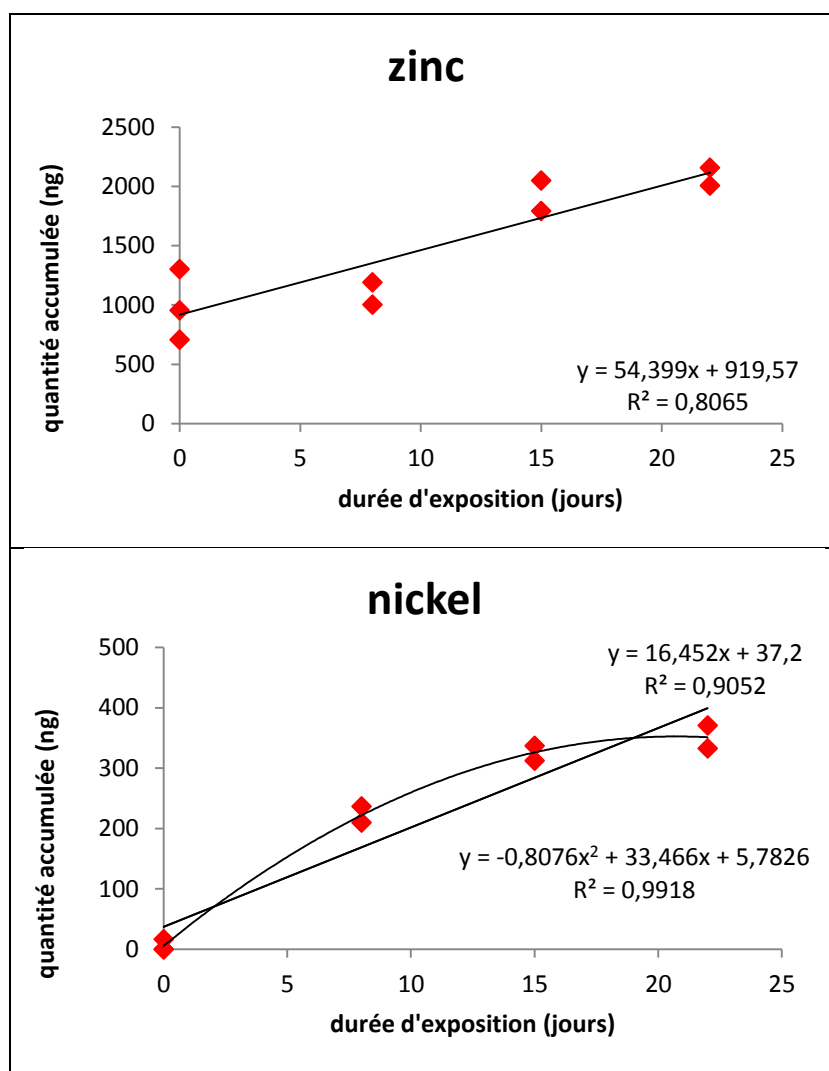 zinc
quantité accumulée (ng)
2500
2000
1500
1000
500
0
y = 54,399x + 919,57
R² = 0,8065
0 5 10 15 20 25
durée d'exposition (jours)
nickel
quantité accumulée (ng)
500
400
300
200
100
0
y = 16,452x + 37,2
R² = 0,9052
y = -0,8076x² + 33,466x + 5,7826
R² = 0,9918
0 5 10 15 20 25
durée d'exposition (jours)